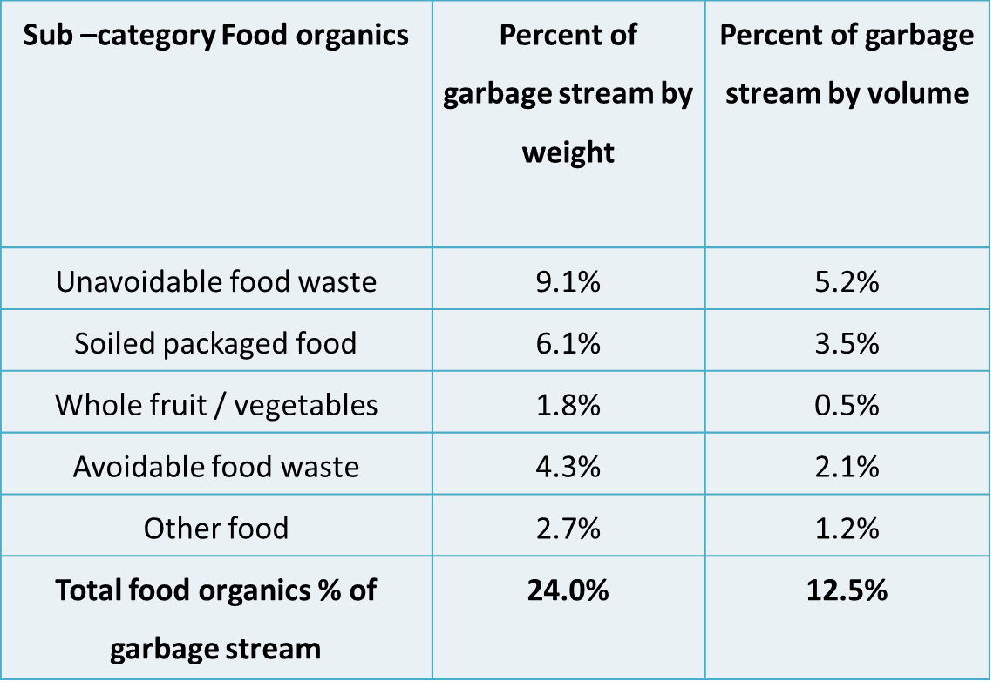 Sub –category Food organics
Percent of
garbage stream by
weight
Percent of garbage
stream by volume
Unavoidable food waste 9.1% 5.2%
Soiled packaged food 6.1% 3.5%
Whole fruit / vegetables 1.8% 0.5%
Avoidable food waste 4.3% 2.1%
Other food 2.7% 1.2%
Total food organics % of
garbage stream
24.0% 12.5%